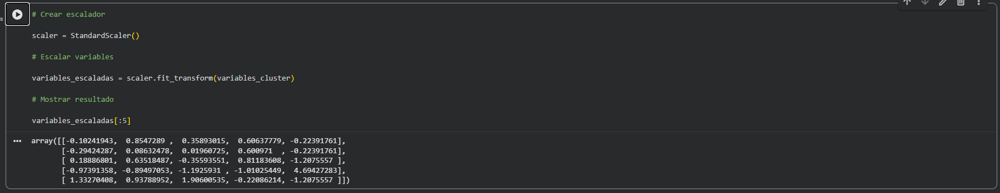 # Crear escalador
s
scaler = StandardScaler()
# Escalar variables
variables_escaladas = scaler.fit_transform(variables_cluster)
# Mostrar resultado
variables_escaladas[:5]
array([[-0.10241943,  0.8547289 ,  0.35893015,  0.60637779, -0.22391761],
       [-0.29424287,  0.08632478,  0.01960725,  0.600971  , -0.22391761],
       [ 0.18886801,  0.63518487, -0.35593551,  0.81183608, -1.2075557 ],
       [-0.97391358, -0.89497053, -1.1925931 , -1.01025449,  4.69427283],
       [ 1.33270408,  0.93788952,  1.90600535, -0.22086214, -1.2075557 ]])